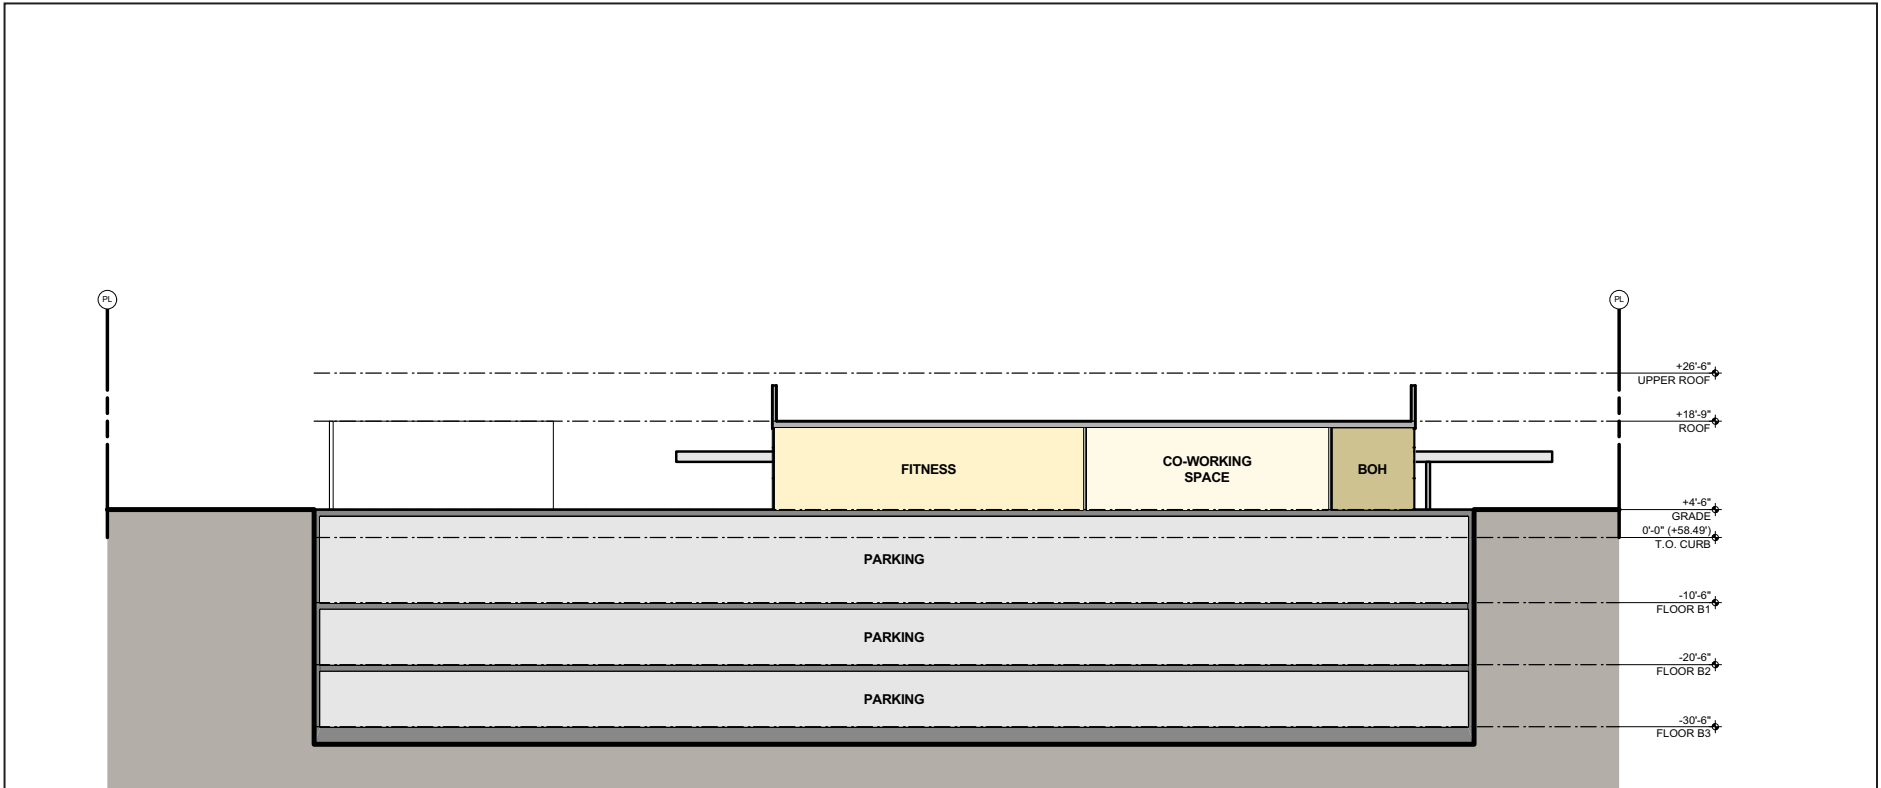 PL
PL
+26'-6"
UPPER ROOF
+18'-9"
ROOF
FITNESS
CO-WORKING
SPACE
BOH
+4'-6"
GRADE
0'-0" (+58.49')
T.O. CURB
PARKING
-10'-6"
FLOOR B1
PARKING
-20'-6"
FLOOR B2
PARKING
-30'-6"
FLOOR B3